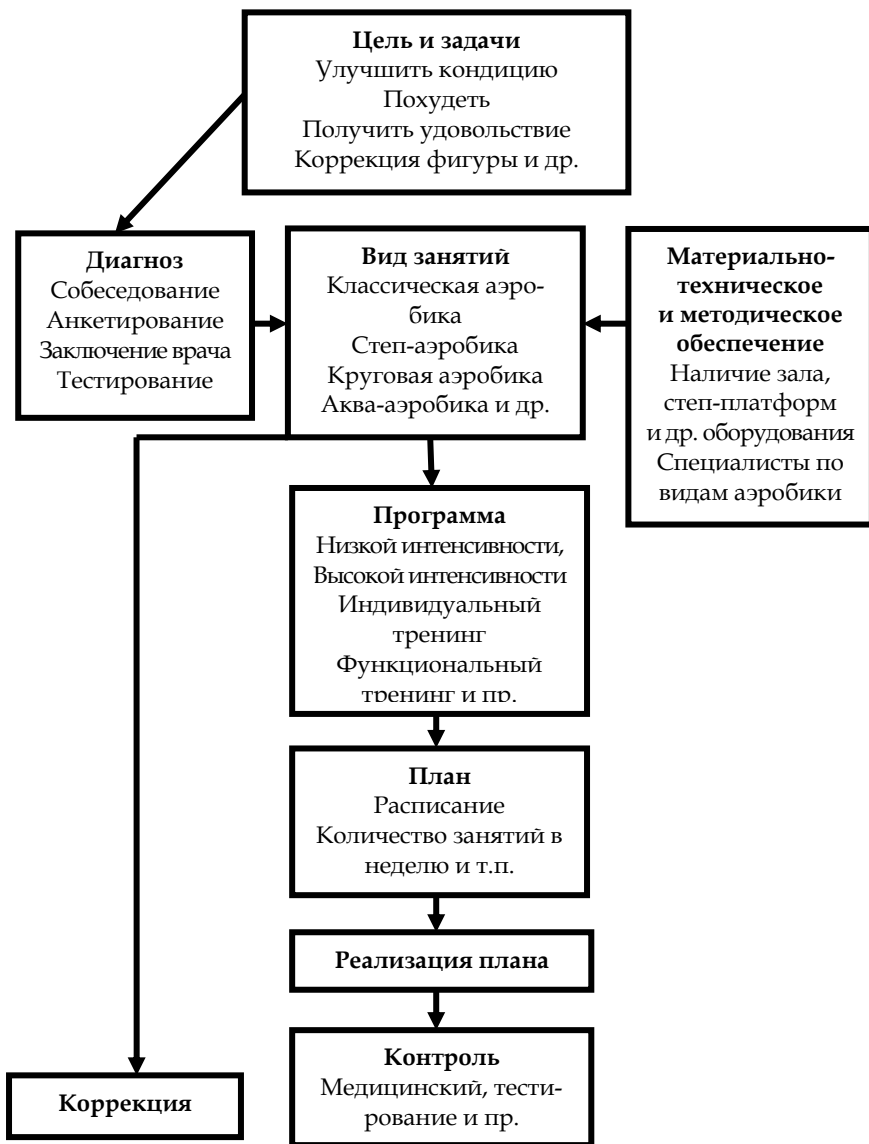 Цель и задачи
Улучшить кондицию
Похудеть
Получить удовольствие
Коррекция фигуры и др.
Диагноз
Собеседование
Анкетирование
Заключение врача
Тестирование
Вид занятий
Классическая аэро-
бика
Степ-аэробика
Круговая аэробика
Аква-аэробика и др.
Материально-
техническое
и методическое
обеспечение
Наличие зала,
степ-платформ
и др. оборудования
Специалисты по
видам аэробики
Программа
Низкой интенсивности,
Высокой интенсивности
Индивидуальный
тренинг
Функциональный
тренинг и пр.
План
Расписание
Количество занятий в
неделю и т.п.
Реализация плана
Контроль
Медицинский, тести-
рование и пр.
Коррекция